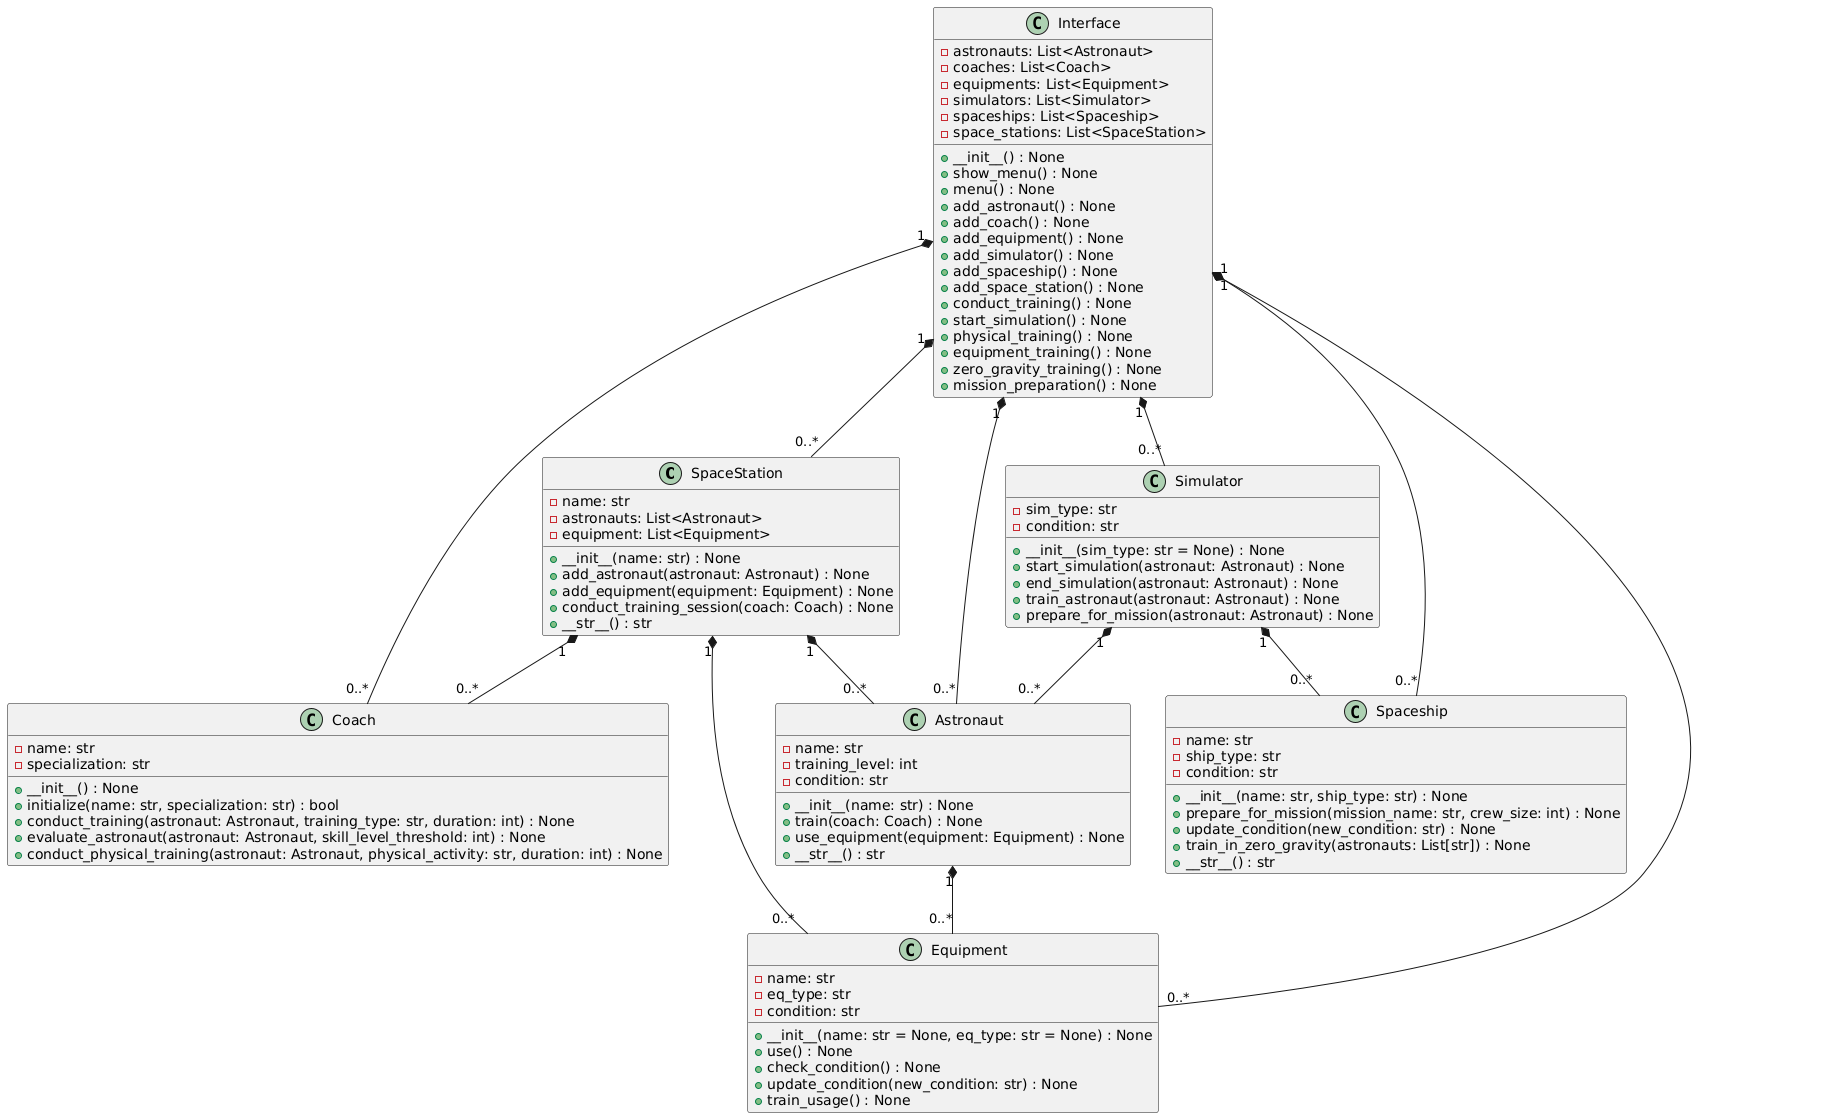 C Interface
astronauts: List<Astronaut>
coaches: List<Coach>
equipments: List<Equipment>
simulators: List<Simulator>
spaceships: List<Spaceship>
space_stations: List<SpaceStation>
__init__() : None
show_menu() : None
menu() : None
add_astronaut() : None
add_coach() : None
add_equipment() : None
add_simulator() : None
add_spaceship() : None
add_space_station() : None
conduct_training() : None
start_simulation() : None
physical_training() : None
equipment_training() : None
zero_gravity_training() : None
mission_preparation() : None
1
1
1
1
1
1
0..*
0..*
C SpaceStation
name: str
astronauts: List<Astronaut>
equipment: List<Equipment>
__init__(name: str) : None
add_astronaut(astronaut: Astronaut) : None
add_equipment(equipment: Equipment) : None
conduct_training_session(coach: Coach) : None
__str__() : str
C Simulator
sim_type: str
condition: str
__init__(sim_type: str = None) : None
start_simulation(astronaut: Astronaut) : None
end_simulation(astronaut: Astronaut) : None
train_astronaut(astronaut: Astronaut) : None
prepare_for_mission(astronaut: Astronaut) : None
1
1
1
1
1
0..*
0..*
0..*
0..*
0..*
0..*
0..*
C Coach
name: str
specialization: str
__init__() : None
initialize(name: str, specialization: str) : bool
conduct_training(astronaut: Astronaut, training_type: str, duration: int) : None
evaluate_astronaut(astronaut: Astronaut, skill_level_threshold: int) : None
conduct_physical_training(astronaut: Astronaut, physical_activity: str, duration: int) : None
C Astronaut
name: str
training_level: int
condition: str
__init__(name: str) : None
train(coach: Coach) : None
use_equipment(equipment: Equipment) : None
__str__() : str
C Spaceship
name: str
ship_type: str
condition: str
__init__(name: str, ship_type: str) : None
prepare_for_mission(mission_name: str, crew_size: int) : None
update_condition(new_condition: str) : None
train_in_zero_gravity(astronauts: List[str]) : None
__str__() : str
1
0..*
0..*
0..*
C Equipment
name: str
eq_type: str
condition: str
__init__(name: str = None, eq_type: str = None) : None
use() : None
check_condition() : None
update_condition(new_condition: str) : None
train_usage() : None